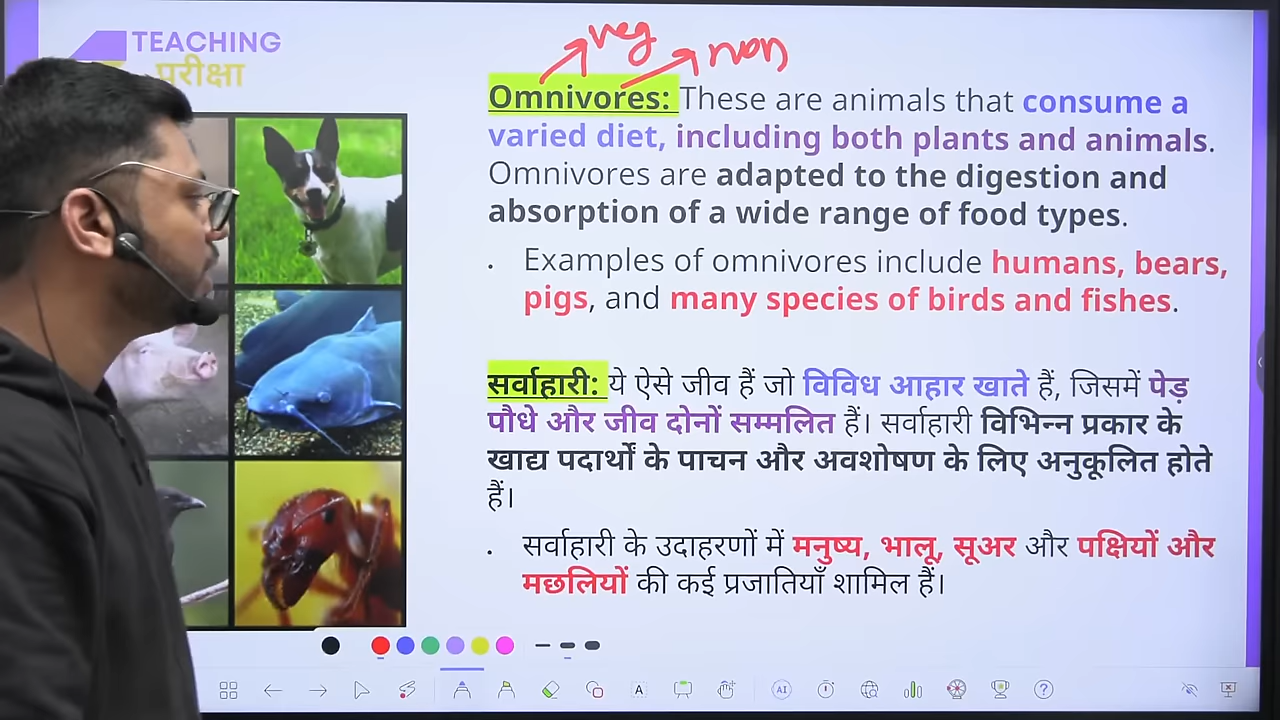 TEACHING
परीक्षा
veg
non
Omnivores: These are animals that consume a
varied diet, including both plants and animals.
Omnivores are adapted to the digestion and
absorption of a wide range of food types.
. Examples of omnivores include humans, bears,
pigs, and many species of birds and fishes.
सर्वाहारी: ये ऐसे जीव हैं जो विविध आहार खाते हैं, जिसमें पेड़
पौधे और जीव दोनों सम्मलित हैं। सर्वाहारी विभिन्न प्रकार के
खाद्य पदार्थों के पाचन और अवशोषण के लिए अनुकूलित होते
हैं।
. सर्वाहारी के उदाहरणों में मनुष्य, भालू, सूअर और पक्षियों और
मछलियों की कई प्रजातियाँ शामिल हैं।
A
AI
?